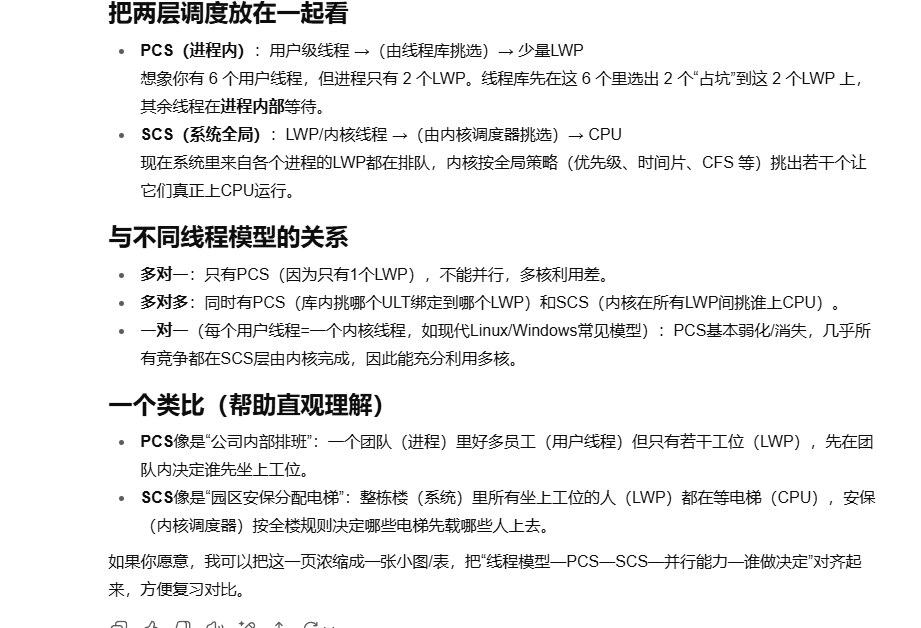 把两层调度放在一起看
• PCS（进程内）：用户级线程 →（由线程库挑选）→ 少量LWP
想象你有 6 个用户线程，但进程只有 2 个LWP。线程库先在这 6 个里选出 2 个“占坑”到这 2 个LWP 上，
其余线程在进程内部等待。
• SCS（系统全局）：LWP/内核线程 →（由内核调度器挑选）→ CPU
现在系统里来自各个进程的LWP都在排队，内核按全局策略（优先级、时间片、CFS 等）挑出若干个让
它们真正上CPU运行。
与不同线程模型的关系
• 多对一：只有PCS（因为只有1个LWP），不能并行，多核利用差。
• 多对多：同时有PCS（库内挑哪个ULT绑定到哪个LWP）和SCS（内核在所有LWP间挑谁上CPU）。
• 一对一（每个用户线程=一个内核线程，如现代Linux/Windows常见模型）：PCS基本弱化/消失，几乎所
有竞争都在SCS层由内核完成，因此能充分利用多核。
一个类比（帮助直观理解）
• PCS像是“公司内部排班”：一个团队（进程）里好多员工（用户线程）但只有若干工位（LWP），先在团
队内决定谁先坐上工位。
• SCS像是“园区安保分配电梯”：整栋楼（系统）里所有坐上工位的人（LWP）都在等电梯（CPU），安保
（内核调度器）按全楼规则决定哪些电梯先载哪些人上去。
如果你愿意，我可以把这一页浓缩成一张小图/表，把“线程模型—PCS—SCS—并行能力—谁做决定”对齐起
来，方便复习对比。